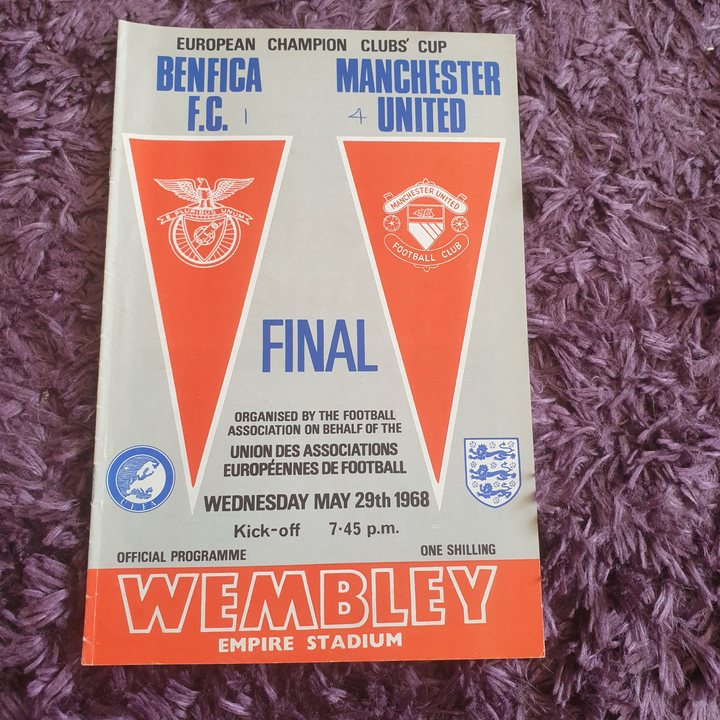 EUROPEAN CHAMPION CLUBS' CUP
BENFICA
F.C. 1
MANCHESTER
4 UNITED
E PLURIBUS UNUM
MANCHESTER UNITED
FOOTBALL CLUB
FINAL
ORGANISED BY THE FOOTBALL
ASSOCIATION ON BEHALF OF THE
UNION DES ASSOCIATIONS
EUROPÉENNES DE FOOTBALL
UEFA
WEDNESDAY MAY 29th 1968
Kick-off 7·45 p.m.
OFFICIAL PROGRAMME
ONE SHILLING
WEMBLEY
EMPIRE STADIUM